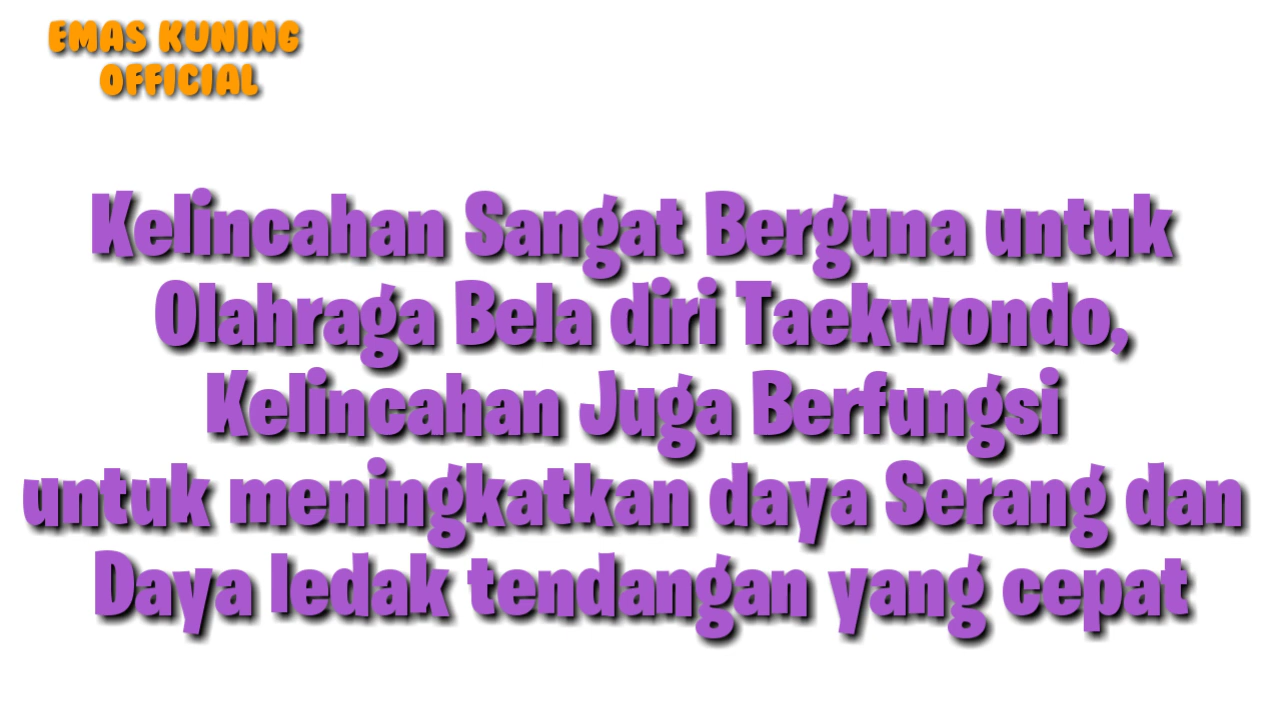 EMAS KUNING
OFFICIAL
Kelincahan Sangat Berguna untuk
Olahraga Bela diri Taekwondo,
Kelincahan Juga Berfungsi
untuk meningkatkan daya Serang dan
Daya ledak tendangan yang cepat